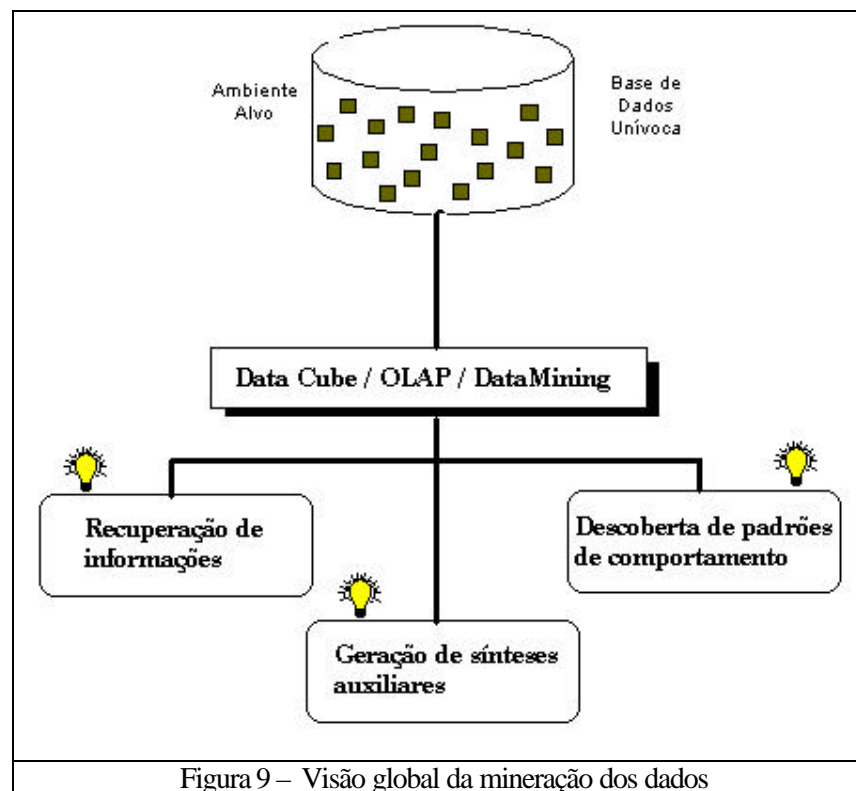 Ambiente
Alvo
Base de
Dados
Unívoca
Data Cube / OLAP / DataMining
Recuperação de
informações
Descoberta de padrões
de comportamento
Geração de sínteses
auxiliares
Figura 9 – Visão global da mineração dos dados